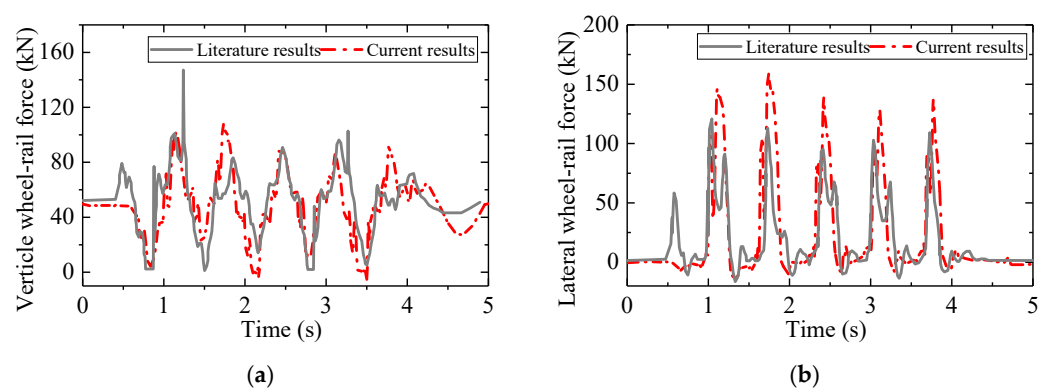 Literature results Current results
Verticle wheel-rail force (kN)
160
120
80
40
0
0 1 2 3 4 5
Time (s)
(a)
Literature results Current results
Lateral wheel-rail force (kN)
200
150
100
50
0
0 1 2 3 4 5
Time (s)
(b)